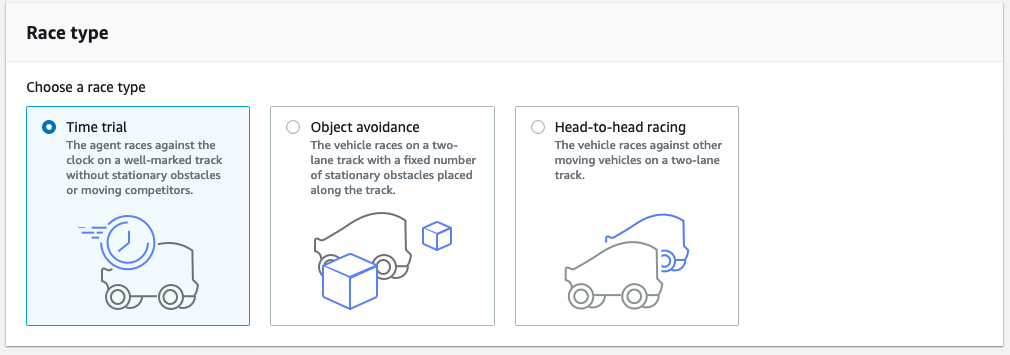 Race type
Choose a race type
Time trial
The agent races against the
clock on a well-marked track
without stationary obstacles
or moving competitors.
Object avoidance
The vehicle races on a two-
lane track with a fixed number
of stationary obstacles placed
along the track.
Head-to-head racing
The vehicle races against other
moving vehicles on a two-lane
track.